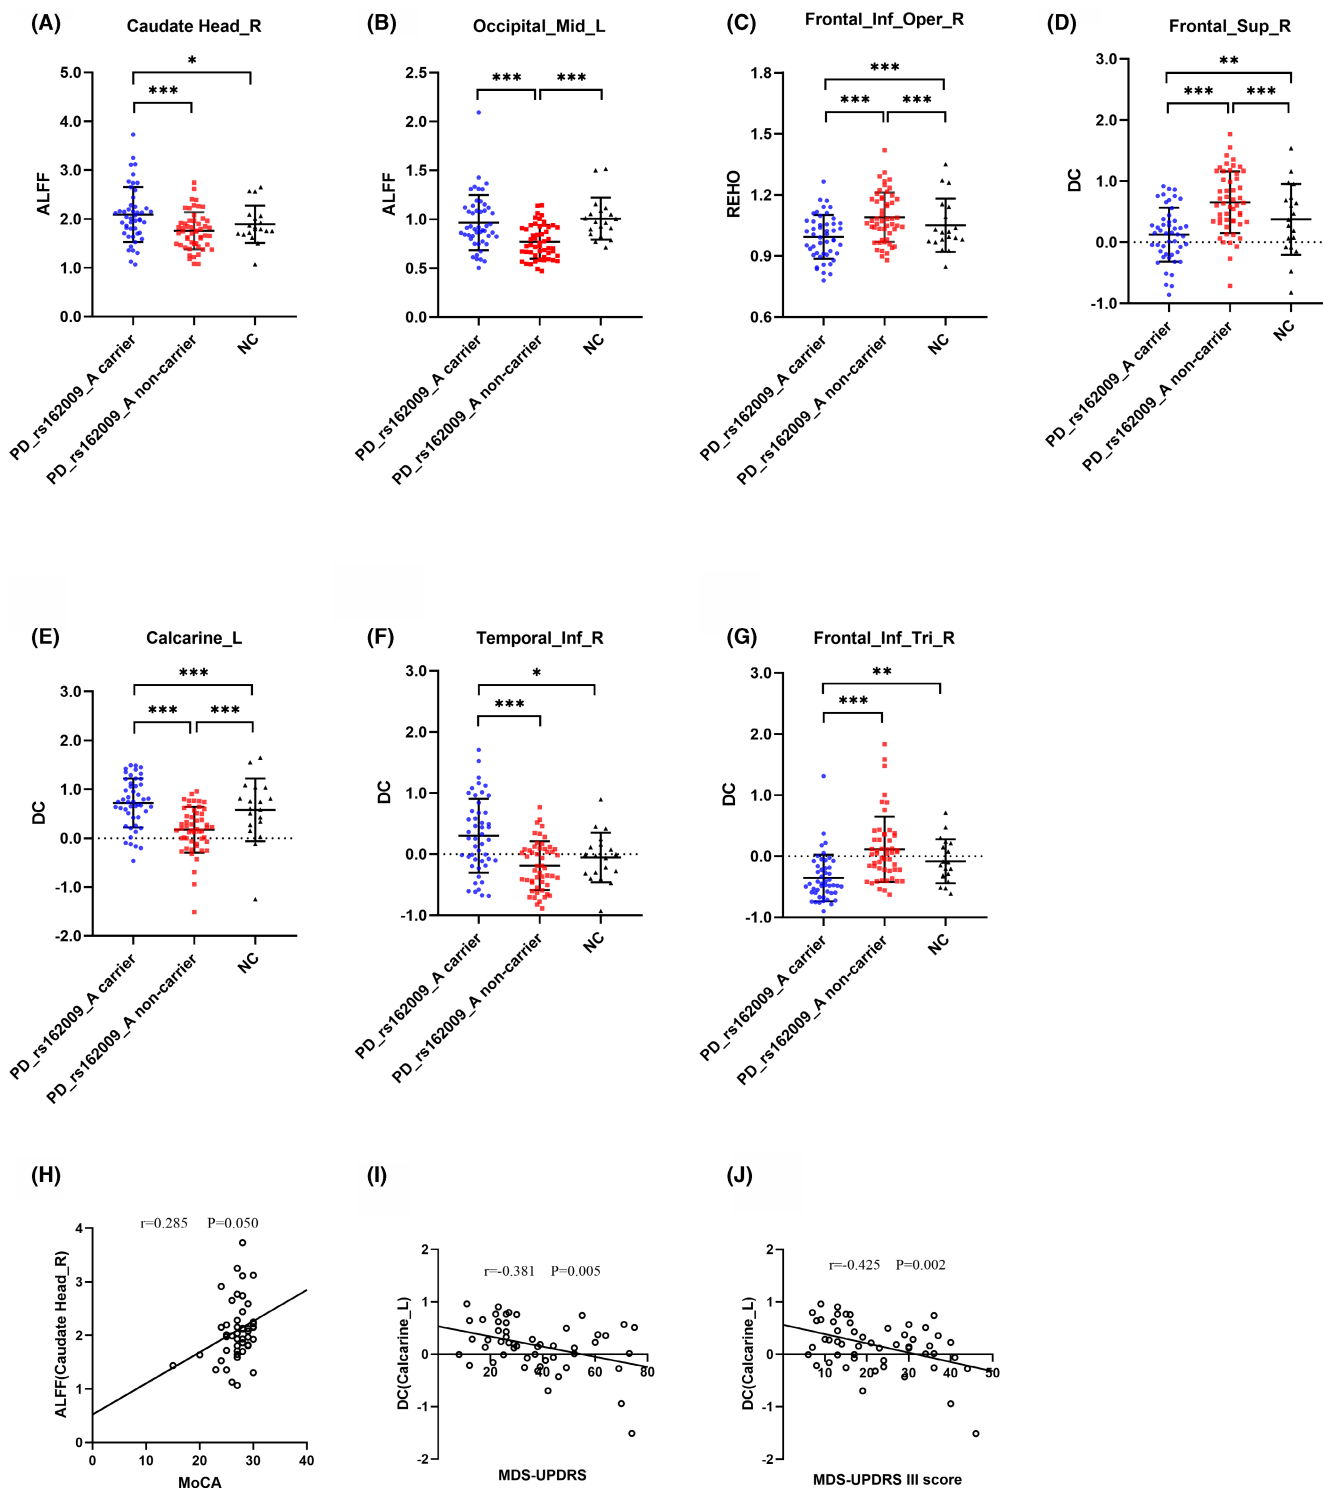 (A)
Caudate Head_R
*
***
5.0
4.0
3.0
2.0
1.0
0.0
ALFF
PD_rs162009_A carrier
PD_rs162009_A non-carrier
NC
(B)
Occipital_Mid_L
*** ***
2.5
2.0
1.5
1.0
0.5
0.0
ALFF
PD_rs162009_A carrier
PD_rs162009_A non-carrier
NC
(C)
Frontal_Inf_Oper_R
***
*** ***
1.8
1.5
1.2
0.9
0.6
REHO
PD_rs162009_A carrier
PD_rs162009_A non-carrier
NC
(D)
Frontal_Sup_R
**
*** ***
3.0
2.0
1.0
0.0
-1.0
DC
PD_rs162009_A carrier
PD_rs162009_A non-carrier
NC
(E)
Calcarine_L
***
*** ***
3.0
2.0
1.0
0.0
-1.0
-2.0
DC
PD_rs162009_A carrier
PD_rs162009_A non-carrier
NC
(F)
Temporal_Inf_R
*
***
3.0
2.0
1.0
0.0
-1.0
DC
PD_rs162009_A carrier
PD_rs162009_A non-carrier
NC
(G)
Frontal_Inf_Tri_R
**
***
3.0
2.0
1.0
0.0
-1.0
DC
PD_rs162009_A carrier
PD_rs162009_A non-carrier
NC
(H)
r=0.285 P=0.050
4
3
2
1
0
ALFF(Caudate Head_R)
0 10 20 30 40
MoCA
(I)
r=-0.381 P=0.005
2
1
0
-1
-2
DC(Calcarine_L)
20 40 60 80
MDS-UPDRS
(J)
r=-0.425 P=0.002
2
1
0
-1
-2
DC(Calcarine_L)
10 20 30 40 50
MDS-UPDRS III score